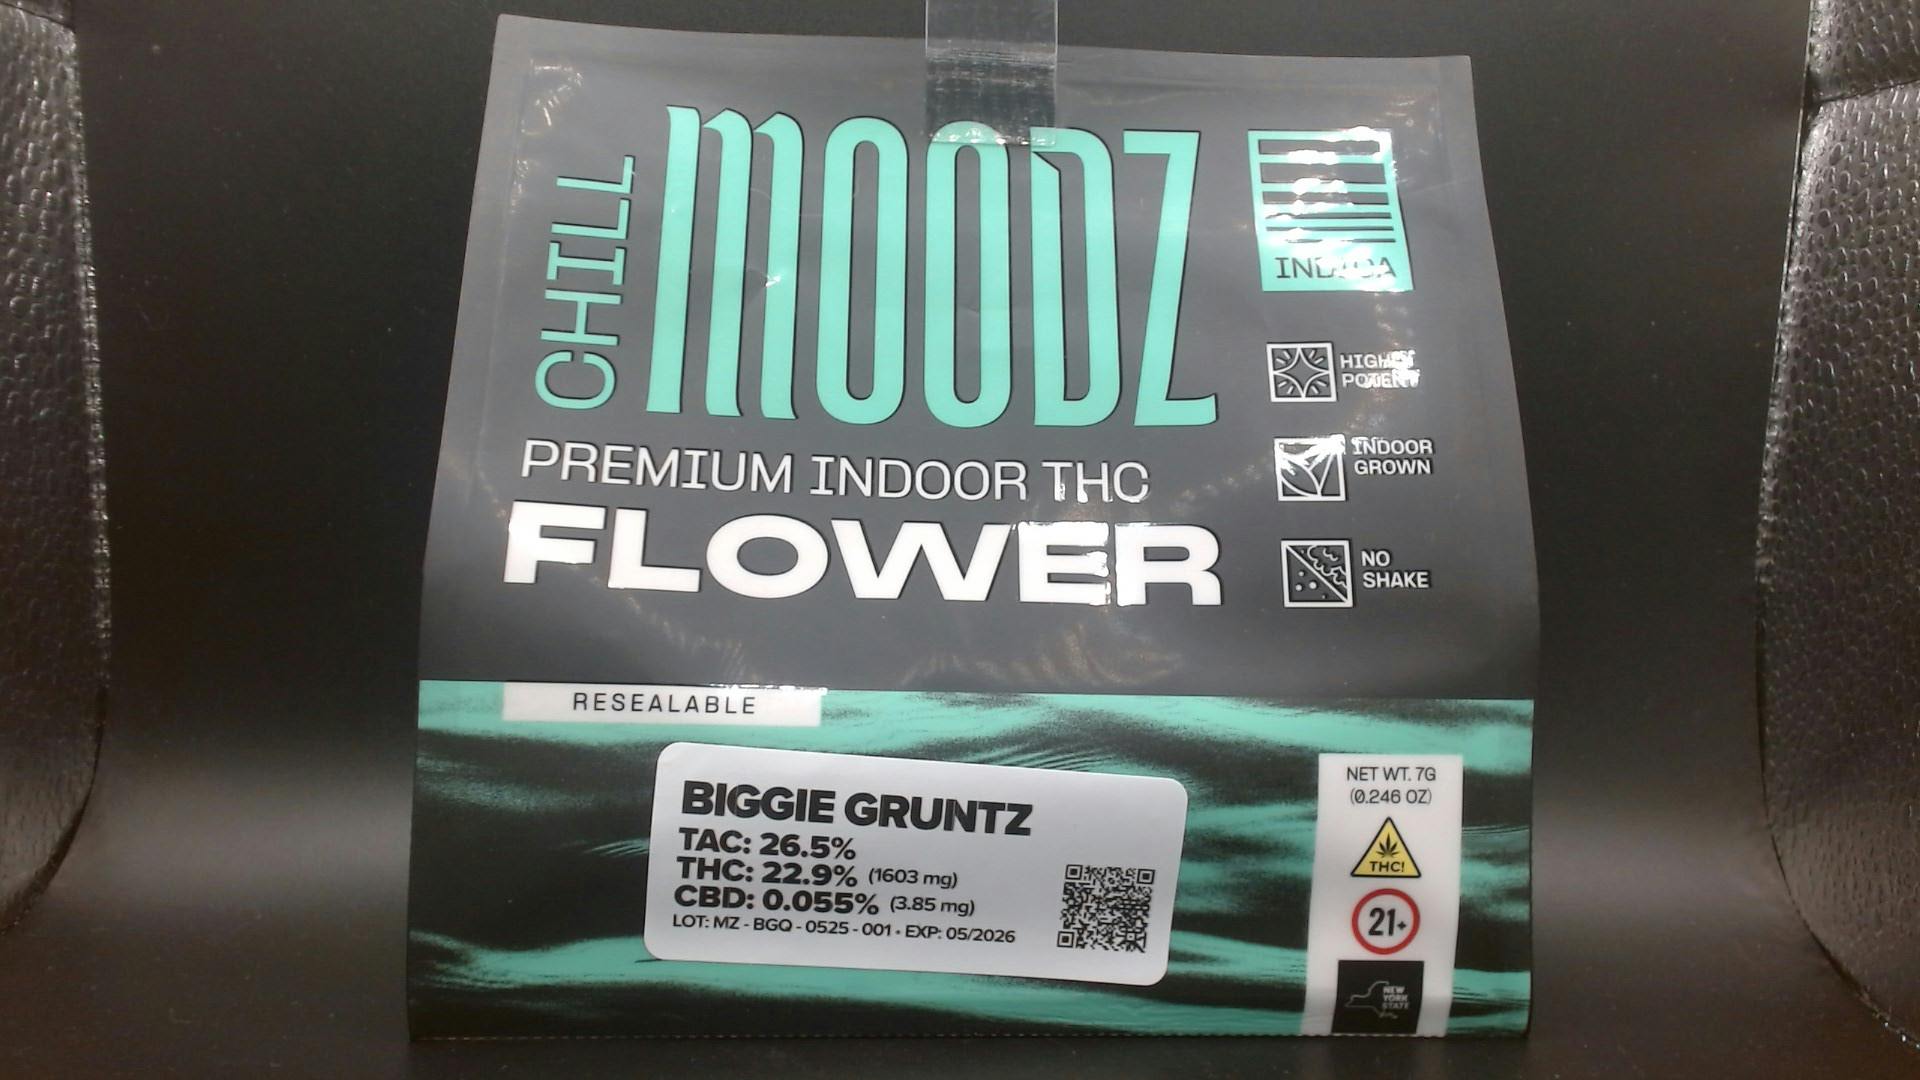 CHILL
MOODZ
INDICA
HIGHLY
POTENT
PREMIUM INDOOR THC
FLOWER
INDOOR
GROWN
NO
SHAKE
RESEALABLE
BIGGIE GRUNTZ
TAC: 26.5%
THC: 22.9% (1603 mg)
CBD: 0.055% (3.85 mg)
LOT: MZ - BGQ - 0525 - 001 • EXP: 05/2026
NET WT. 7G
(0.246 OZ)
THC!
21+
NEW
YORK
STATE